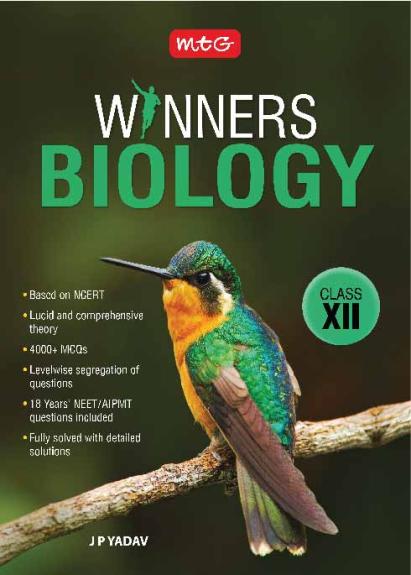 mtG
WINNERS
BIOLOGY
CLASS
XII
• Based on NCERT
• Lucid and comprehensive
theory
• 4000+ MCQs
• Levelwise segregation of
questions
• 18 Years' NEET/AIPMT
questions included
• Fully solved with detailed
solutions
J P YADAV